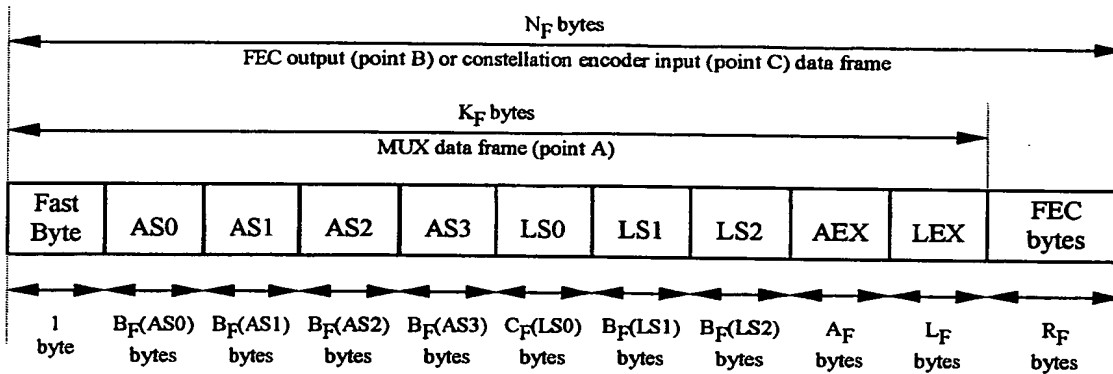 N_F bytes
FEC output (point B) or constellation encoder input (point C) data frame
K_F bytes
MUX data frame (point A)
Fast Byte
AS0
AS1
AS2
AS3
LS0
LS1
LS2
AEX
LEX
FEC bytes
1 byte
B_F(AS0) bytes
B_F(AS1) bytes
B_F(AS2) bytes
B_F(AS3) bytes
C_F(LS0) bytes
B_F(LS1) bytes
B_F(LS2) bytes
A_F bytes
L_F bytes
R_F bytes